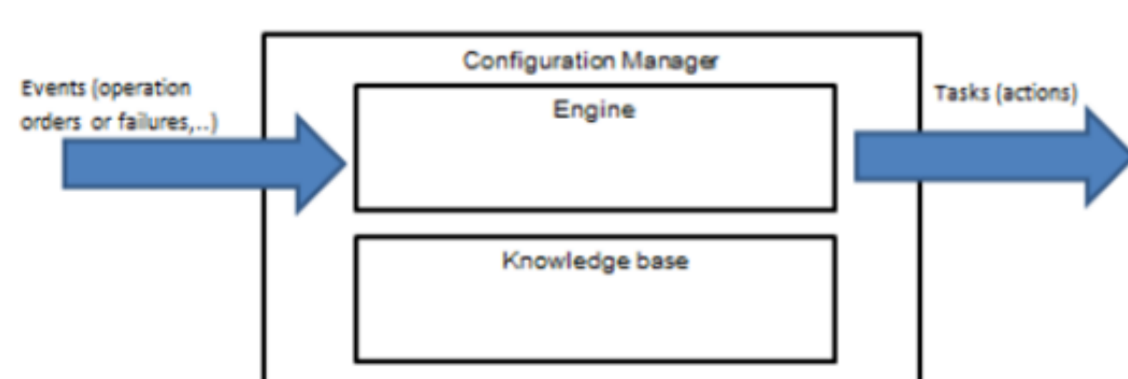 Configuration Manager
Events (operation
orders or failures,..)
Engine
Tasks (actions)
Knowledge base